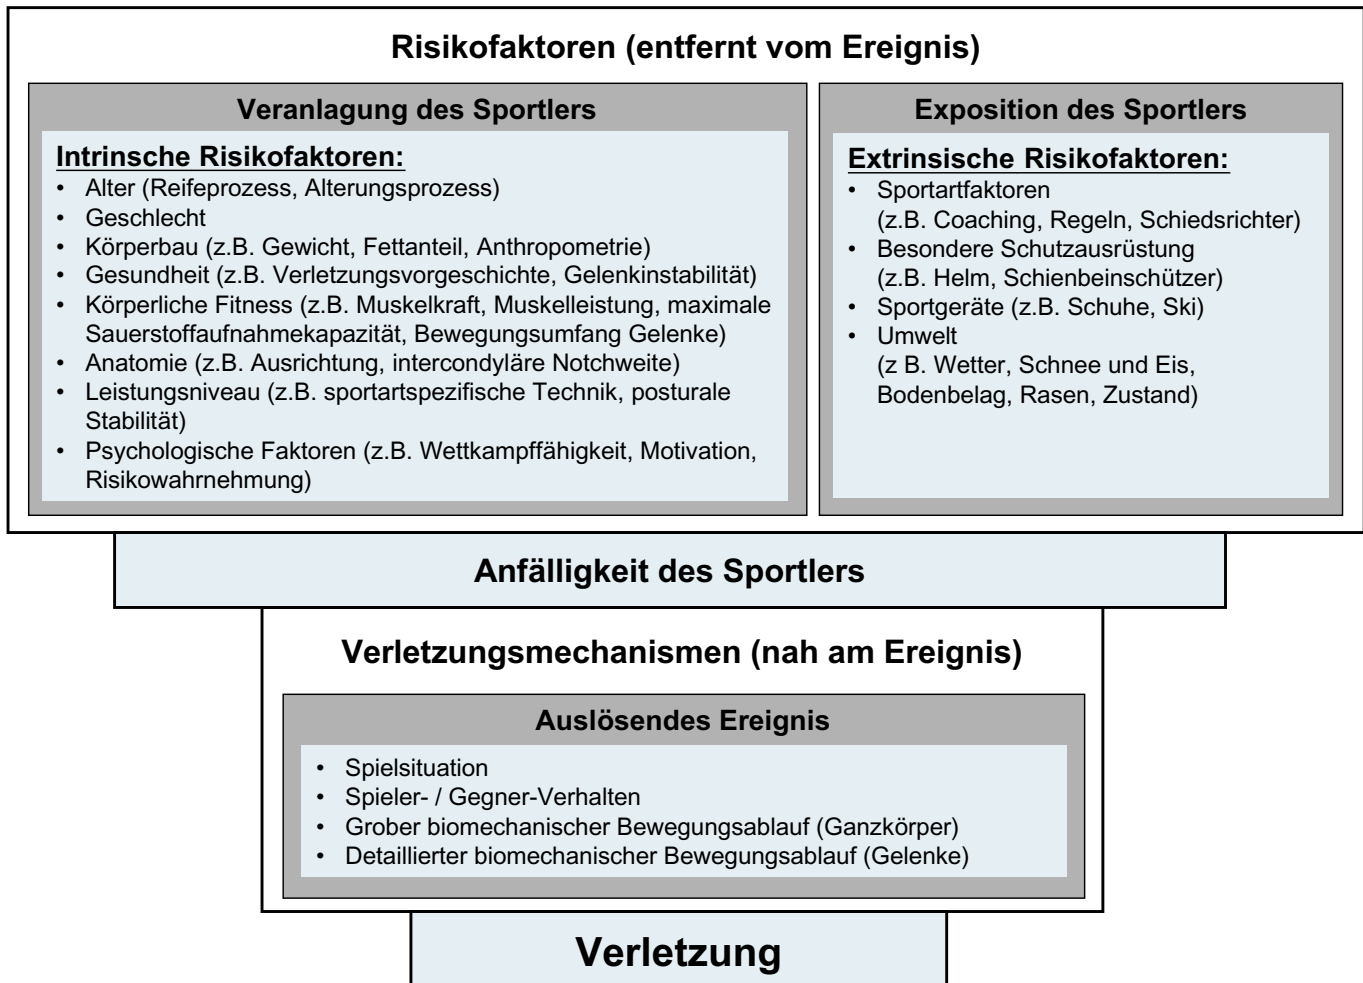 Risikofaktoren (entfernt vom Ereignis)
Veranlagung des Sportlers
Intrinsche Risikofaktoren:
• Alter (Reifeprozess, Alterungsprozess)
• Geschlecht
• Körperbau (z.B. Gewicht, Fettanteil, Anthropometrie)
• Gesundheit (z.B. Verletzungsvorgeschichte, Gelenkinstabilität)
• Körperliche Fitness (z.B. Muskelkraft, Muskelleistung, maximale
Sauerstoffaufnahmekapazität, Bewegungsumfang Gelenke)
• Anatomie (z.B. Ausrichtung, intercondyläre Notchweite)
• Leistungsniveau (z.B. sportartspezifische Technik, posturale
Stabilität)
• Psychologische Faktoren (z.B. Wettkampffähigkeit, Motivation,
Risikowahrnehmung)
Exposition des Sportlers
Extrinsische Risikofaktoren:
• Sportartfaktoren
(z.B. Coaching, Regeln, Schiedsrichter)
• Besondere Schutzausrüstung
(z.B. Helm, Schienbeinschützer)
• Sportgeräte (z.B. Schuhe, Ski)
• Umwelt
(z B. Wetter, Schnee und Eis,
Bodenbelag, Rasen, Zustand)
Anfälligkeit des Sportlers
Verletzungsmechanismen (nah am Ereignis)
Auslösendes Ereignis
• Spielsituation
• Spieler- / Gegner-Verhalten
• Grober biomechanischer Bewegungsablauf (Ganzkörper)
• Detaillierter biomechanischer Bewegungsablauf (Gelenke)
Verletzung